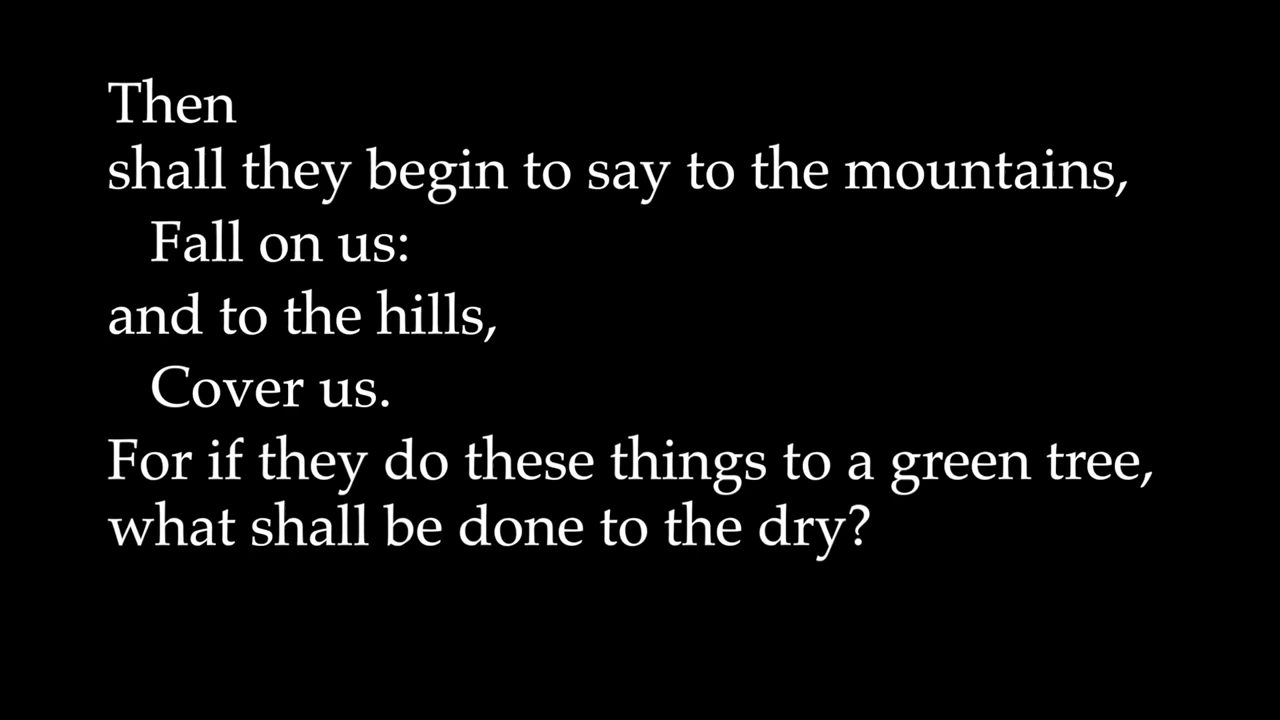 Then
shall they begin to say to the mountains,
Fall on us:
and to the hills,
Cover us.
For if they do these things to a green tree,
what shall be done to the dry?